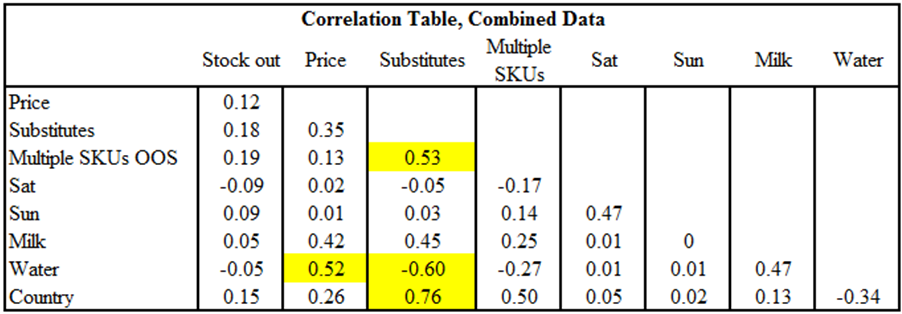 Correlation Table, Combined Data
Stock out Price Substitutes Multiple SKUs Sat Sun Milk Water
Price 0.12
Substitutes 0.18 0.35
Multiple SKUs OOS 0.19 0.13 0.53
Sat -0.09 0.02 -0.05 -0.17
Sun 0.09 0.01 0.03 0.14 0.47
Milk 0.05 0.42 0.45 0.25 0.01 0
Water -0.05 0.52 -0.60 -0.27 0.01 0.01 0.47
Country 0.15 0.26 0.76 0.50 0.05 0.02 0.13 -0.34